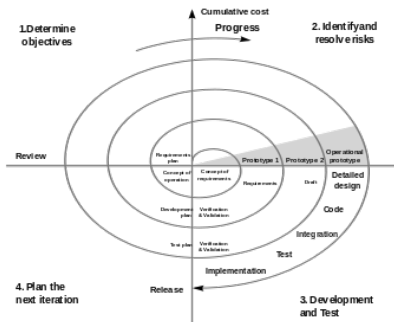 Cumulative cost
Progress
1.Determine
objectives
2. Identify and
resolve risks
Review
Requirements
plan
Concept of
operation
Concept of
requirements
Prototype 1
Prototype 2
Operational
prototype
Requirements
Draft
Detailed
design
Development
plan
Verification
& Validation
Code
Integration
Test plan
Verification
& Validation
Test
Implementation
Release
4. Plan the
next iteration
3. Development
and Test